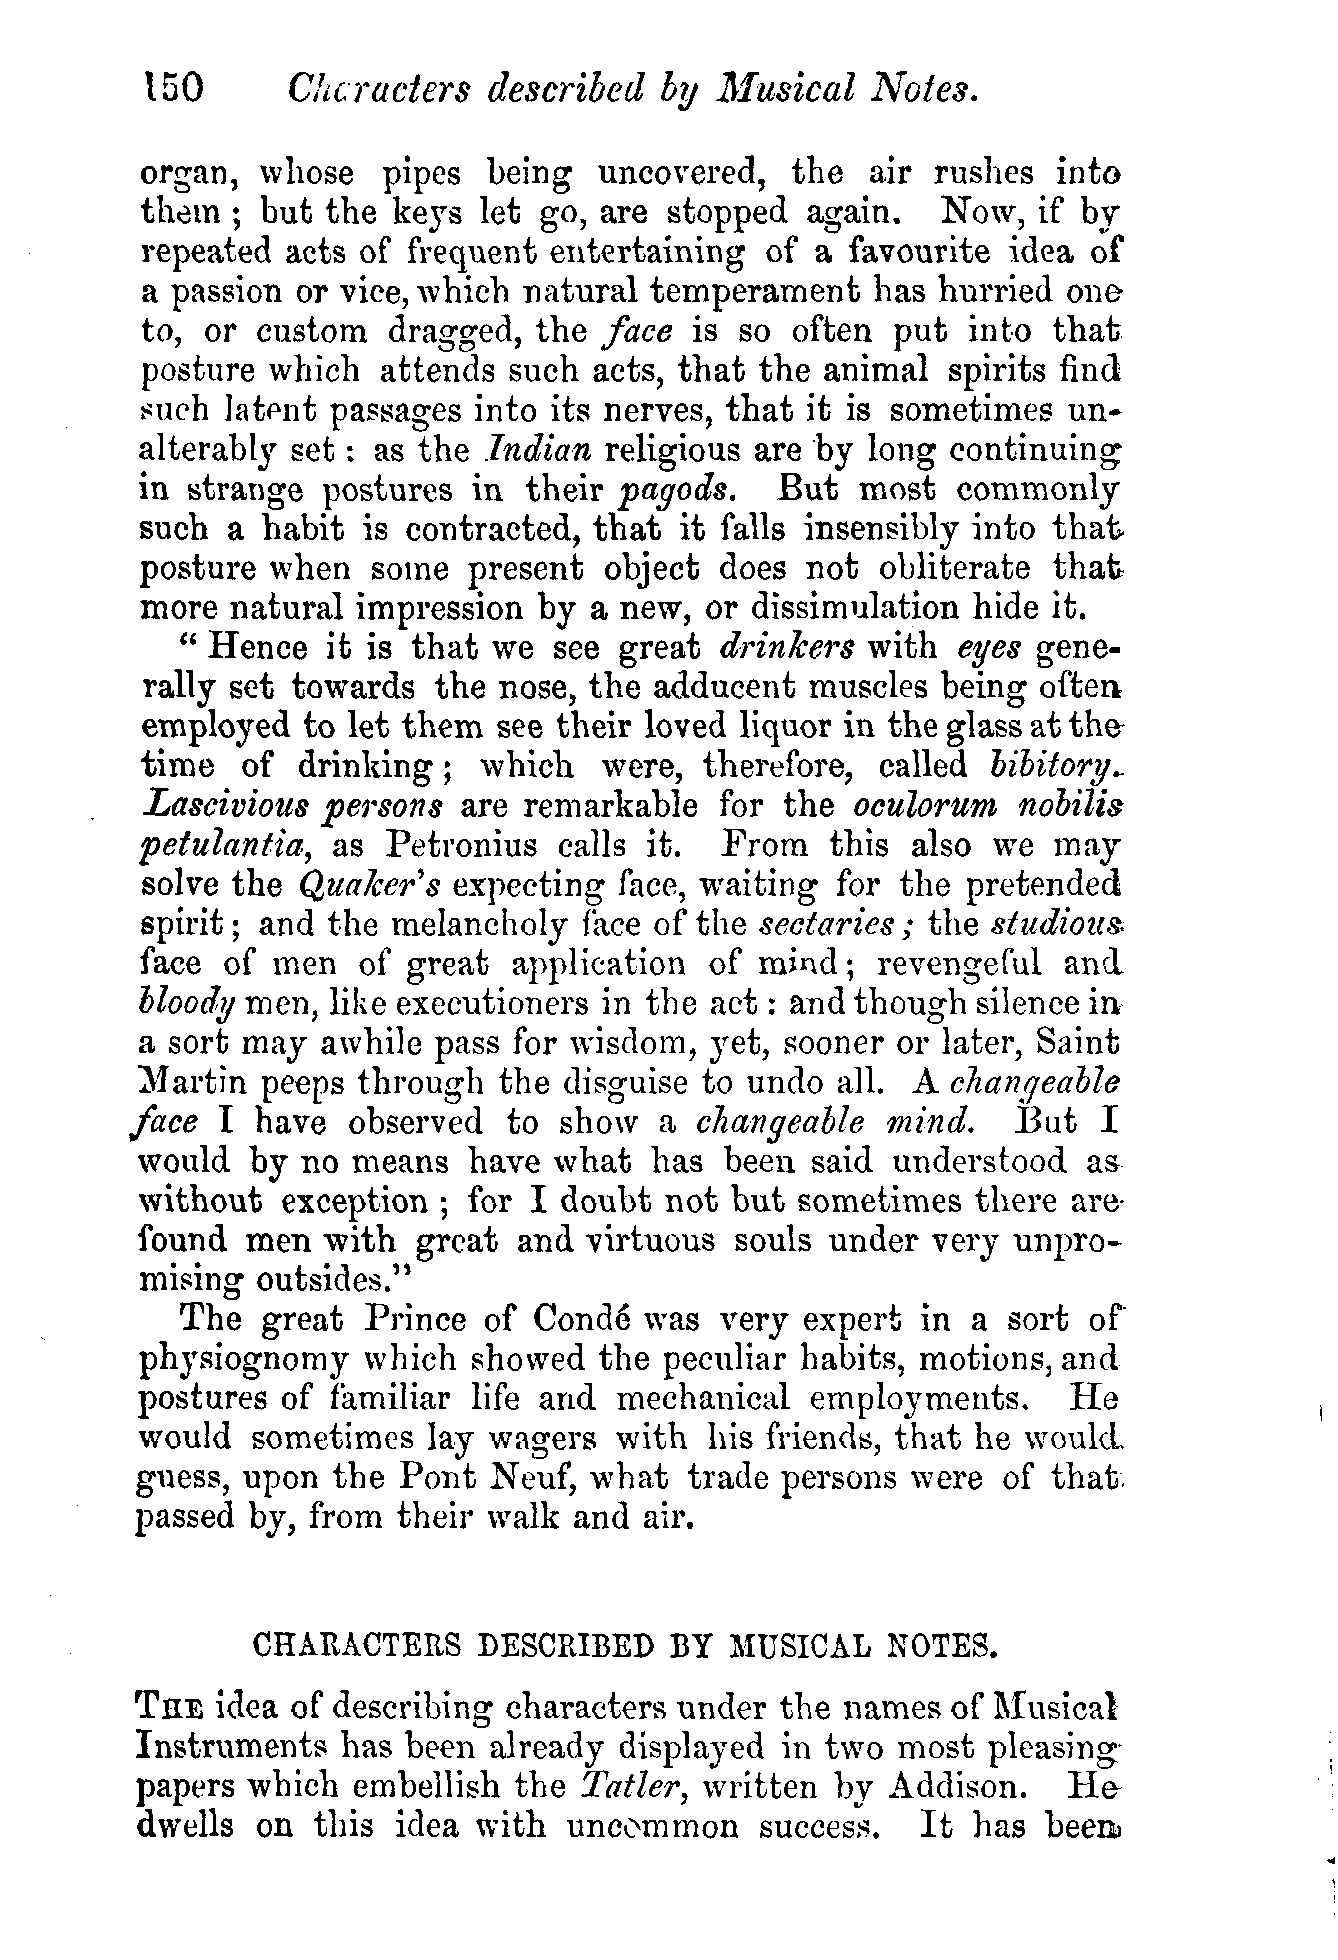 150 Characters described by Musical Notes.
organ, whose pipes being uncovered, the air rushes into
them ; but the keys let go, are stopped again. Now, if by
repeated acts of frequent entertaining of a favourite idea of
a passion or vice, which natural temperament has hurried one
to, or custom dragged, the face is so often put into that
posture which attends such acts, that the animal spirits find
such latent passages into its nerves, that it is sometimes un-
alterably set : as the Indian religious are by long continuing
in strange postures in their pagods. But most commonly
such a habit is contracted, that it falls insensibly into that
posture when some present object does not obliterate that
more natural impression by a new, or dissimulation hide it.
“ Hence it is that we see great drinkers with eyes gene-
rally set towards the nose, the adducent muscles being often
employed to let them see their loved liquor in the glass at the
time of drinking ; which were, therefore, called bibitory.
Lascivious persons are remarkable for the oculorum nobilis
petulantia, as Petronius calls it. From this also we may
solve the Quaker's expecting face, waiting for the pretended
spirit ; and the melancholy face of the sectaries ; the studious
face of men of great application of mind ; revengeful and
bloody men, like executioners in the act : and though silence in
a sort may awhile pass for wisdom, yet, sooner or later, Saint
Martin peeps through the disguise to undo all. A changeable
face I have observed to show a changeable mind. But I
would by no means have what has been said understood as
without exception ; for I doubt not but sometimes there are
found men with great and virtuous souls under very unpro-
mising outsides.”
The great Prince of Condé was very expert in a sort of
physiognomy which showed the peculiar habits, motions, and
postures of familiar life and mechanical employments. He
would sometimes lay wagers with his friends, that he would
guess, upon the Pont Neuf, what trade persons were of that
passed by, from their walk and air.
CHARACTERS DESCRIBED BY MUSICAL NOTES.
THE idea of describing characters under the names of Musical
Instruments has been already displayed in two most pleasing
papers which embellish the Tatler, written by Addison. He
dwells on this idea with uncommon success. It has been